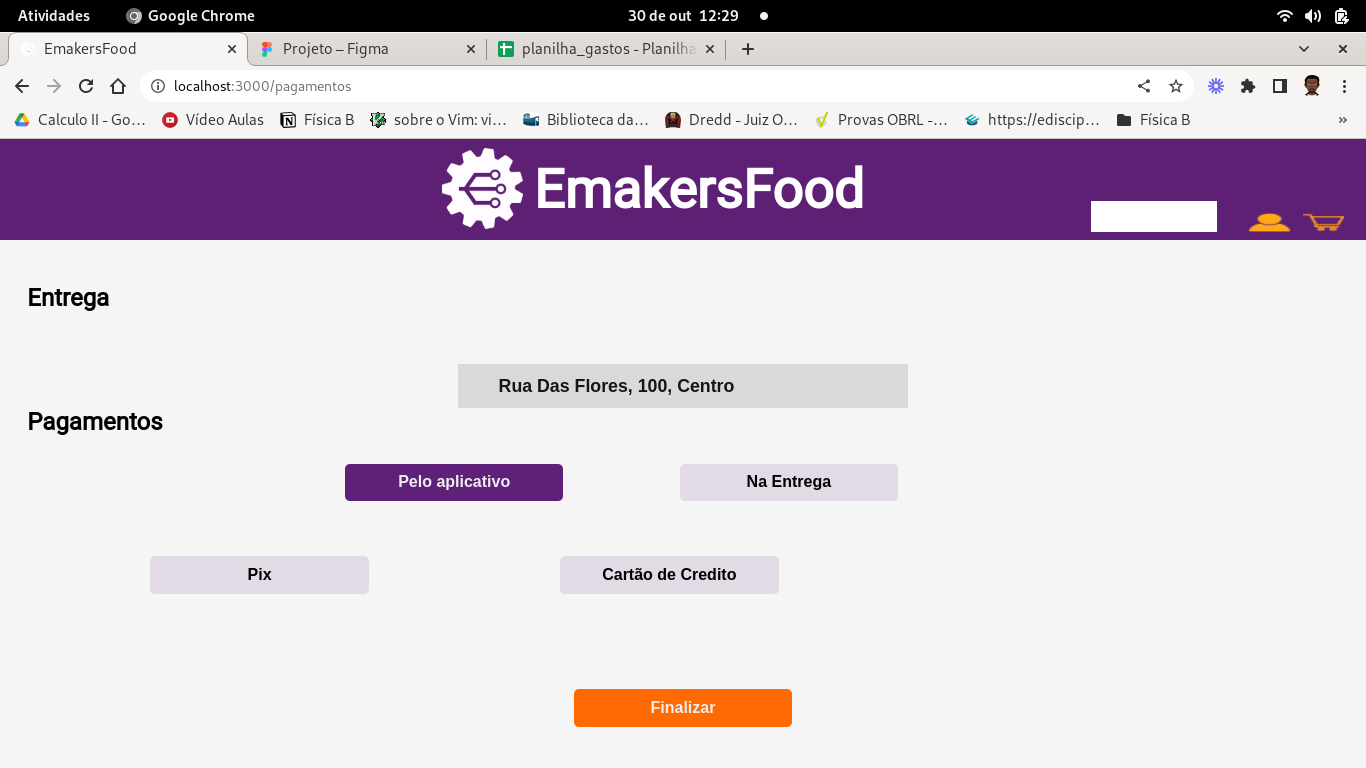 Atividades Google Chrome 30 de out 12:29
EmakersFood Projeto – Figma planilha_gastos - Planilha
localhost:3000/pagamentos
Calculo II - Go… Vídeo Aulas Física B sobre o Vim: vi… Biblioteca da… Dredd - Juiz O… Provas OBRL -… https://ediscip… Física B »
EmakersFood
Entrega
Rua Das Flores, 100, Centro
Pagamentos
Pelo aplicativo Na Entrega
Pix Cartão de Credito
Finalizar